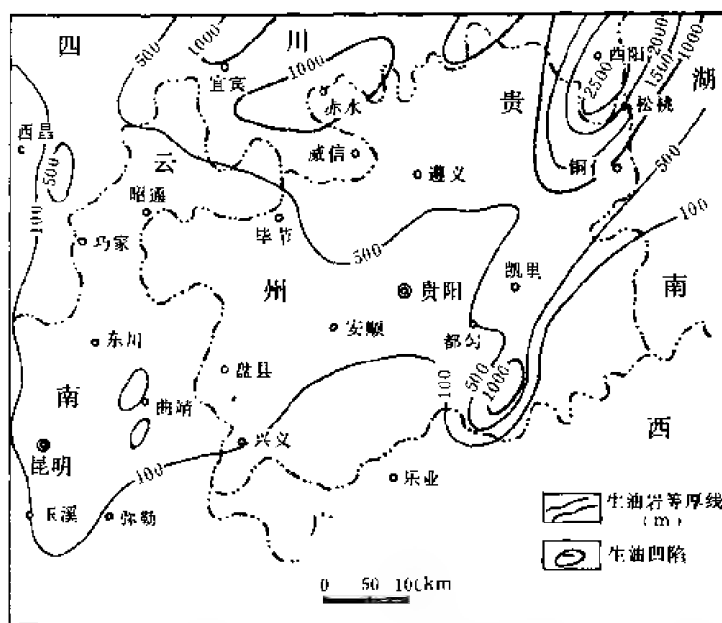 四
川
500
1000
宜宾
1000
赤水
贵
酉阳
2500
2000
1500
1000
湖
松桃
西昌
500
100
云
威信
遵义
铜
500
昭通
巧家
毕节
500
100
州
贵阳
凯里
南
东川
安顺
都匀
盘县
500
1000
100
南
曲靖
西
昆明
兴义
100
乐业
玉溪
弥勒
生油岩等厚线
(m)
生油凹陷
0 50 100km